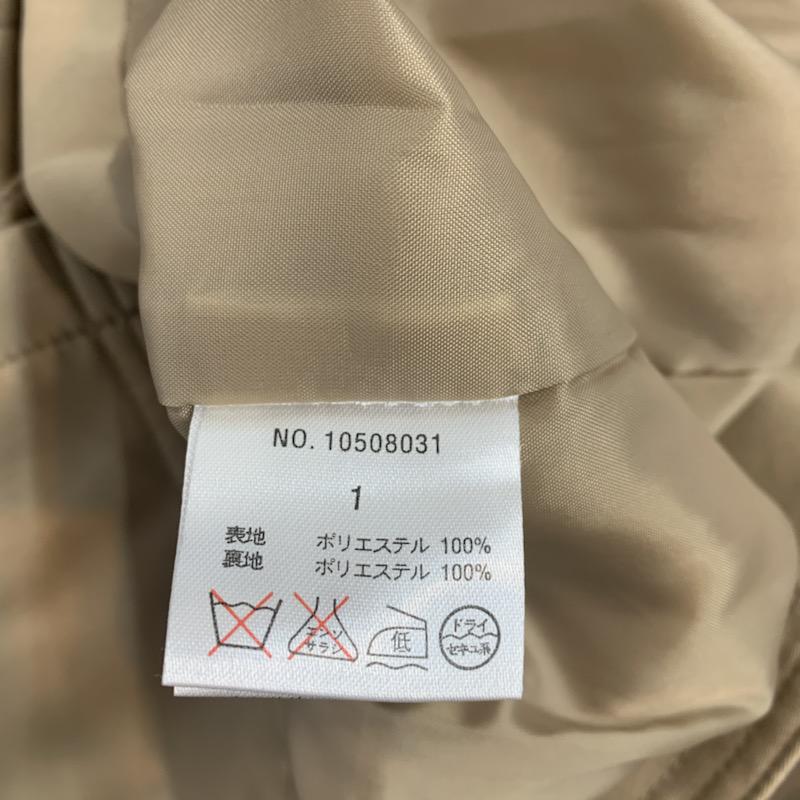 NO. 10508031
1
表地 ポリエステル 100%
裏地 ポリエステル 100%
エンソ
サラシ
低
ドライ
セキユ系